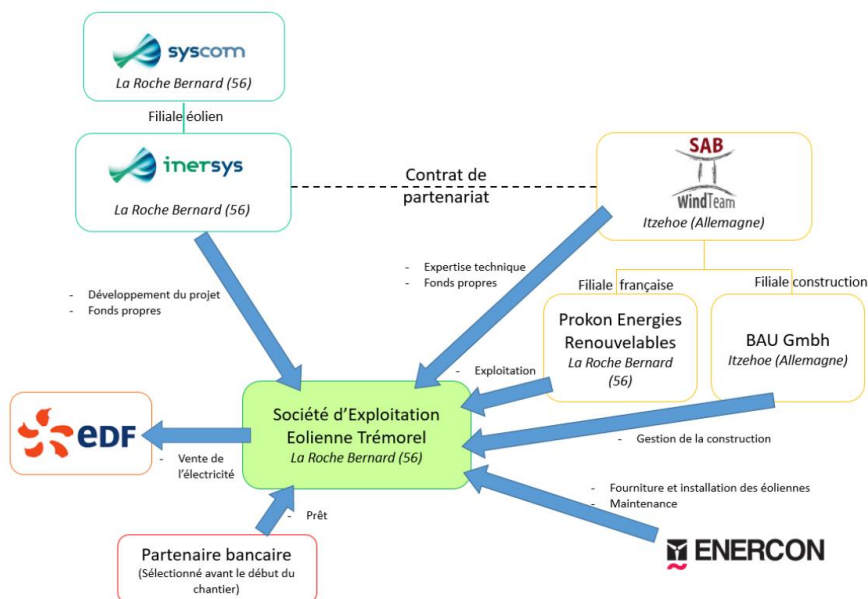 syscom
La Roche Bernard (56)
Filiale éolien
inersys
La Roche Bernard (56)
Contrat de
partenariat
SAB
WindTeam
Itzehoe (Allemagne)
- Développement du projet
- Fonds propres
- Expertise technique
- Fonds propres
Filiale française
Filiale construction
Prokon Energies
Renouvelables
La Roche Bernard
(56)
BAU Gmbh
Itzehoe (Allemagne)
- Exploitation
Société d'Exploitation
Eolienne Trémorel
La Roche Bernard (56)
eDF
- Vente de
l'électricité
- Gestion de la construction
- Fourniture et installation des éoliennes
- Maintenance
- Prêt
Partenaire bancaire
(Sélectionné avant le début du
chantier)
ENERCON